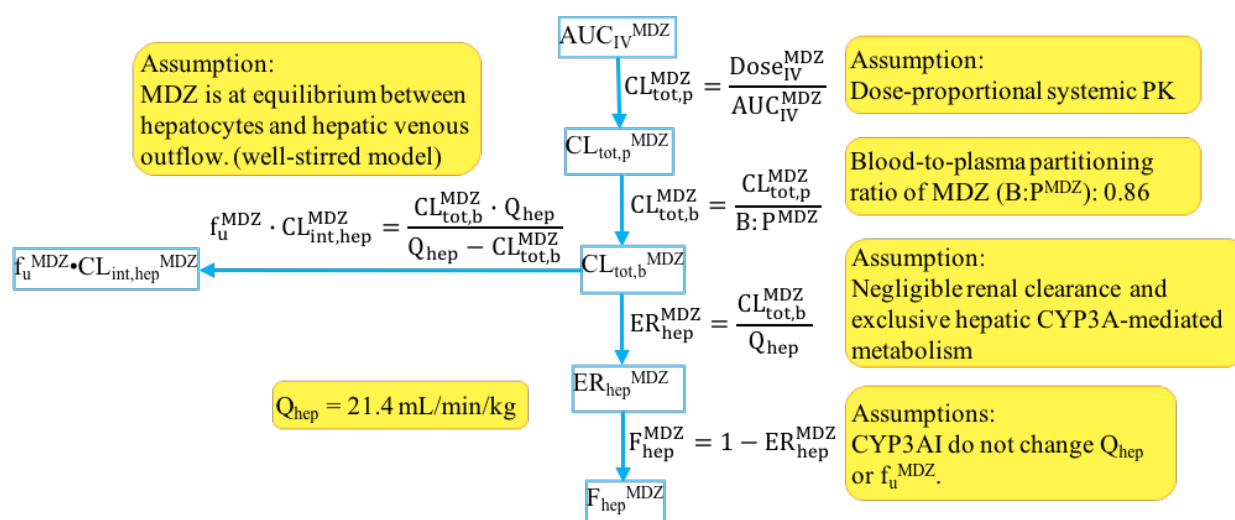 AUC_IV^MDZ
Assumption:
MDZ is at equilibrium between
hepatocytes and hepatic venous
outflow. (well-stirred model)
CL_tot,p^MDZ = Dose_IV^MDZ / AUC_IV^MDZ
Assumption:
Dose-proportional systemic PK
CL_tot,p^MDZ
CL_tot,b^MDZ = CL_tot,p^MDZ / B: P^MDZ
Blood-to-plasma partitioning
ratio of MDZ (B:P^MDZ): 0.86
f_u^MDZ · CL_int,hep^MDZ = CL_tot,b^MDZ · Q_hep / Q_hep − CL_tot,b^MDZ
f_u^MDZ•CL_int,hep^MDZ
CL_tot,b^MDZ
ER_hep^MDZ = CL_tot,b^MDZ / Q_hep
Assumption:
Negligible renal clearance and
exclusive hepatic CYP3A-mediated
metabolism
ER_hep^MDZ
Q_hep = 21.4 mL/min/kg
F_hep^MDZ = 1 − ER_hep^MDZ
Assumptions:
CYP3AI do not change Q_hep
or f_u^MDZ.
F_hep^MDZ